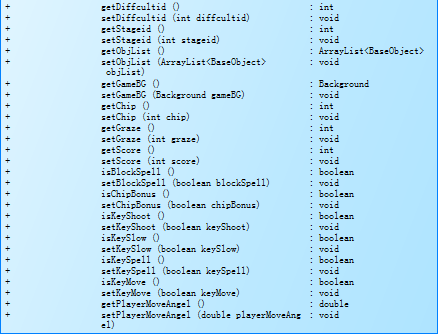 + getDiffcultid () : int
+ setDiffcultid (int diffcultid) : void
+ getStageid () : int
+ setStageid (int stageid) : void
+ getObjList () : ArrayList<BaseObject>
+ setObjList (ArrayList<BaseObject> : void
objList)
+ getGameBG () : Background
+ setGameBG (Background gameBG) : void
+ getChip () : int
+ setChip (int chip) : void
+ getGraze () : int
+ setGraze (int graze) : void
+ getScore () : int
+ setScore (int score) : void
+ isBlockSpell () : boolean
+ setBlockSpell (boolean blockSpell) : void
+ isChipBonus () : boolean
+ setChipBonus (boolean chipBonus) : void
+ isKeyShoot () : boolean
+ setKeyShoot (boolean keyShoot) : void
+ isKeySlow () : boolean
+ setKeySlow (boolean keySlow) : void
+ isKeySpell () : boolean
+ setKeySpell (boolean keySpell) : void
+ isKeyMove () : boolean
+ setKeyMove (boolean keyMove) : void
+ getPlayerMoveAngel () : double
+ setPlayerMoveAngel (double playerMoveAng : void
el)